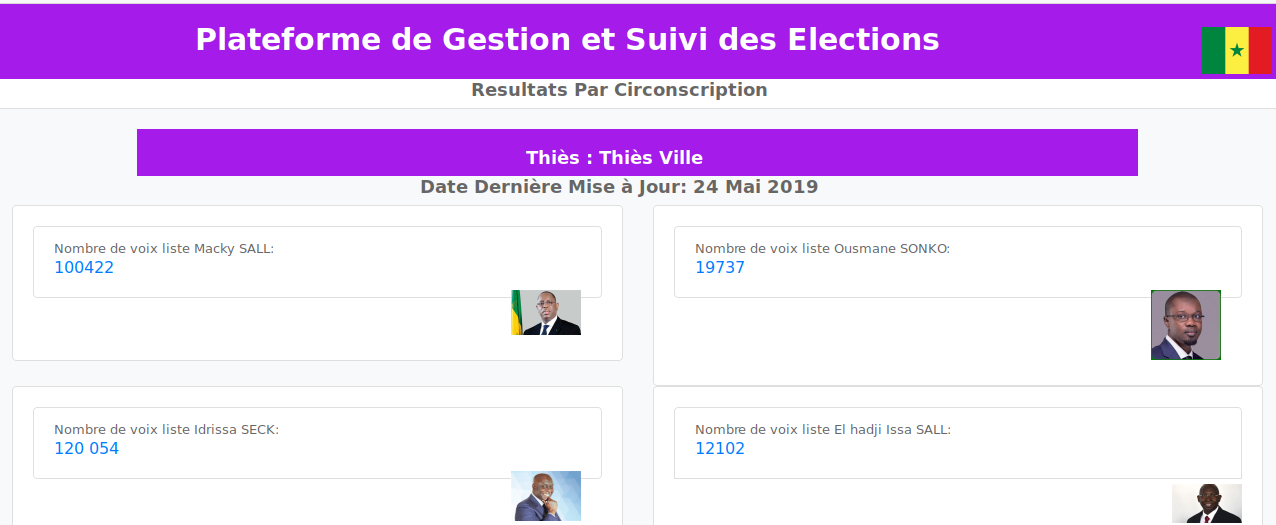 Plateforme de Gestion et Suivi des Elections
Resultats Par Circonscription
Thiès : Thiès Ville
Date Dernière Mise à Jour: 24 Mai 2019
Nombre de voix liste Macky SALL:
100422
Nombre de voix liste Ousmane SONKO:
19737
Nombre de voix liste Idrissa SECK:
120 054
Nombre de voix liste El hadji Issa SALL:
12102